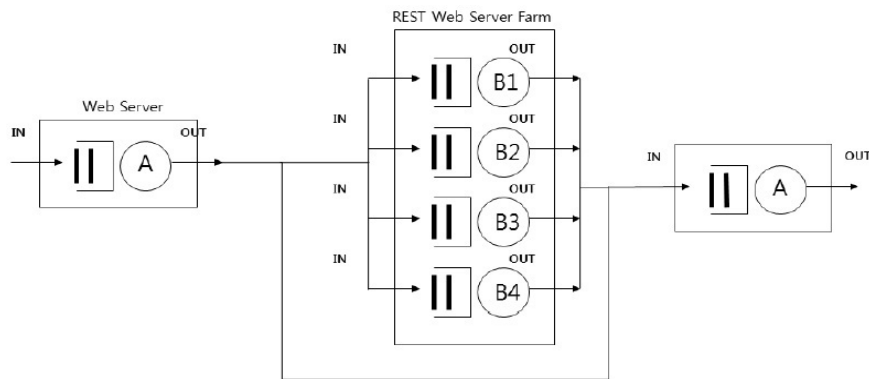 REST Web Server Farm
IN OUT
B1
Web Server
IN OUT
IN OUT
A
B2
IN OUT
IN OUT
B3
A
IN OUT
B4